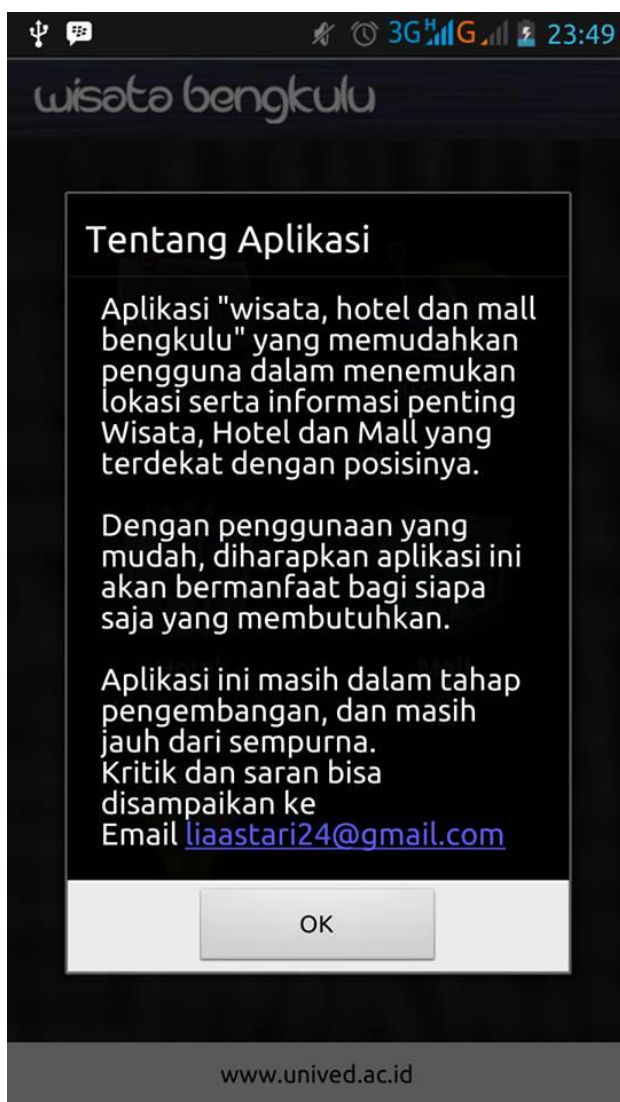 3G H G 23:49
wisata bengkulu
Tentang Aplikasi
Aplikasi "wisata, hotel dan mall
bengkulu" yang memudahkan
pengguna dalam menemukan
lokasi serta informasi penting
Wisata, Hotel dan Mall yang
terdekat dengan posisinya.
Dengan penggunaan yang
mudah, diharapkan aplikasi ini
akan bermanfaat bagi siapa
saja yang membutuhkan.
Aplikasi ini masih dalam tahap
pengembangan, dan masih
jauh dari sempurna.
Kritik dan saran bisa
disampaikan ke
Email liaastari24@gmail.com
OK
www.unived.ac.id